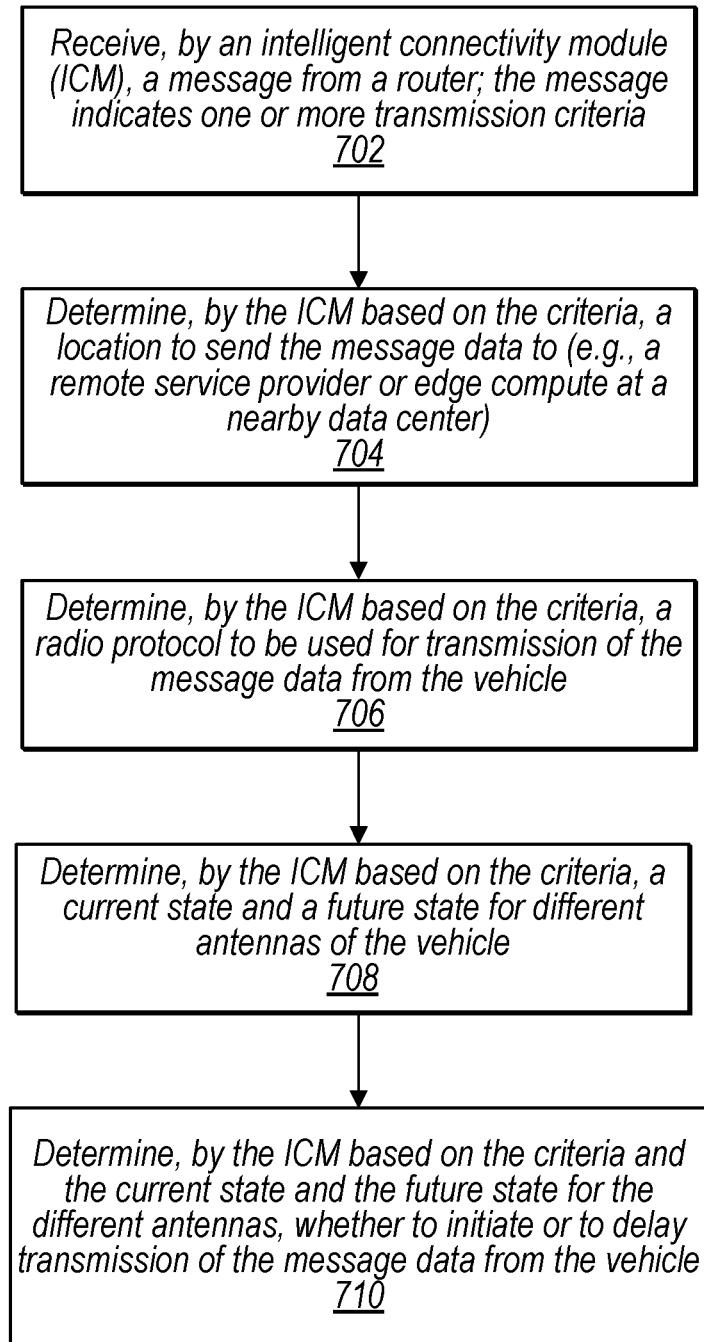 Receive, by an intelligent connectivity module
(ICM), a message from a router; the message
indicates one or more transmission criteria
702
Determine, by the ICM based on the criteria, a
location to send the message data to (e.g., a
remote service provider or edge compute at a
nearby data center)
704
Determine, by the ICM based on the criteria, a
radio protocol to be used for transmission of the
message data from the vehicle
706
Determine, by the ICM based on the criteria, a
current state and a future state for different
antennas of the vehicle
708
Determine, by the ICM based on the criteria and
the current state and the future state for the
different antennas, whether to initiate or to delay
transmission of the message data from the vehicle
710